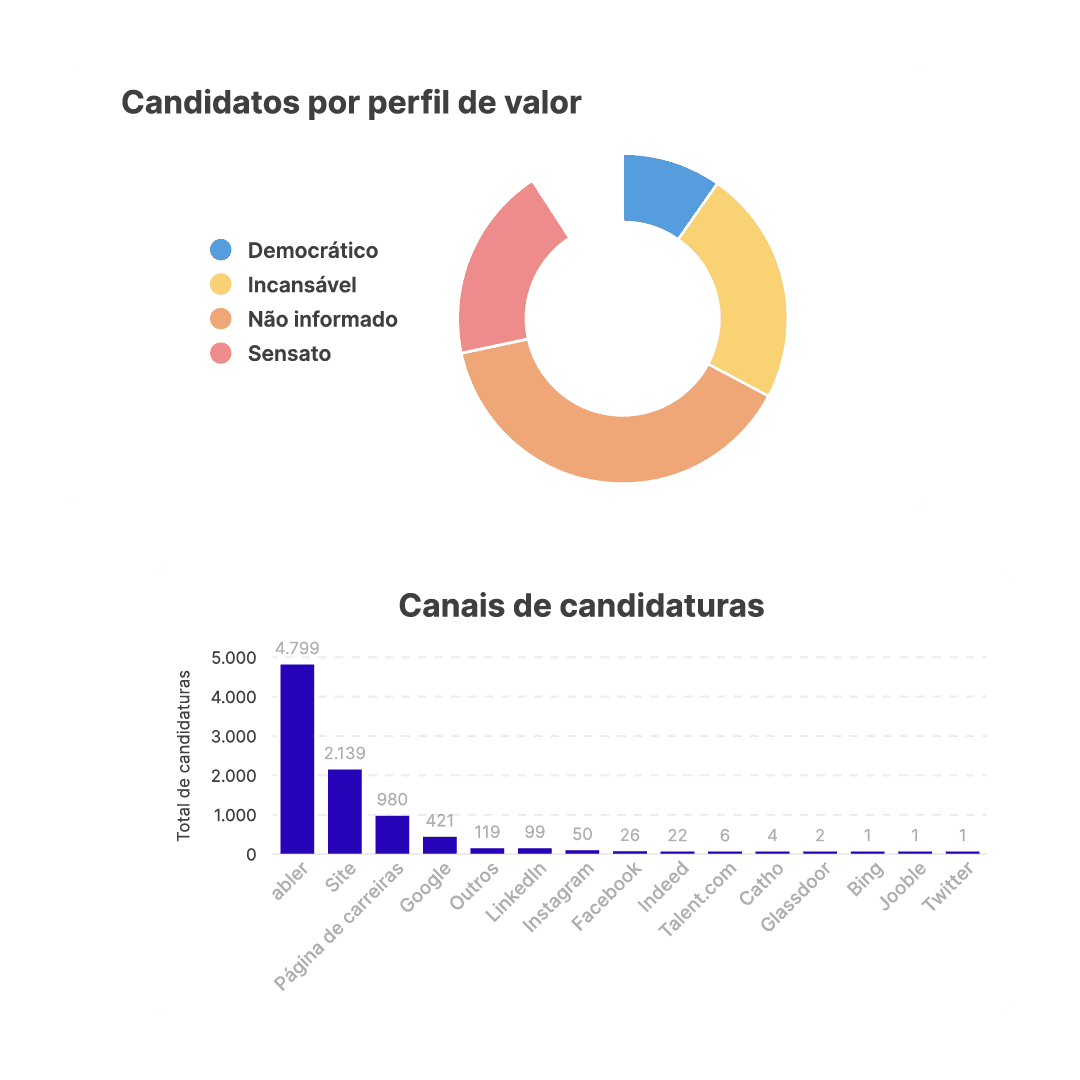 Candidatos por perfil de valor
Democrático
Incansável
Não informado
Sensato
Canais de candidaturas
Total de candidaturas
5.000
4.000
3.000
2.000
1.000
0
4.799
2.139
980
421
119
99
50
26
22
6
4
2
1
1
1
abler
Site
Página de carreiras
Google
Outros
LinkedIn
Instagram
Facebook
Indeed
Talent.com
Catho
Glassdoor
Bing
Jooble
Twitter